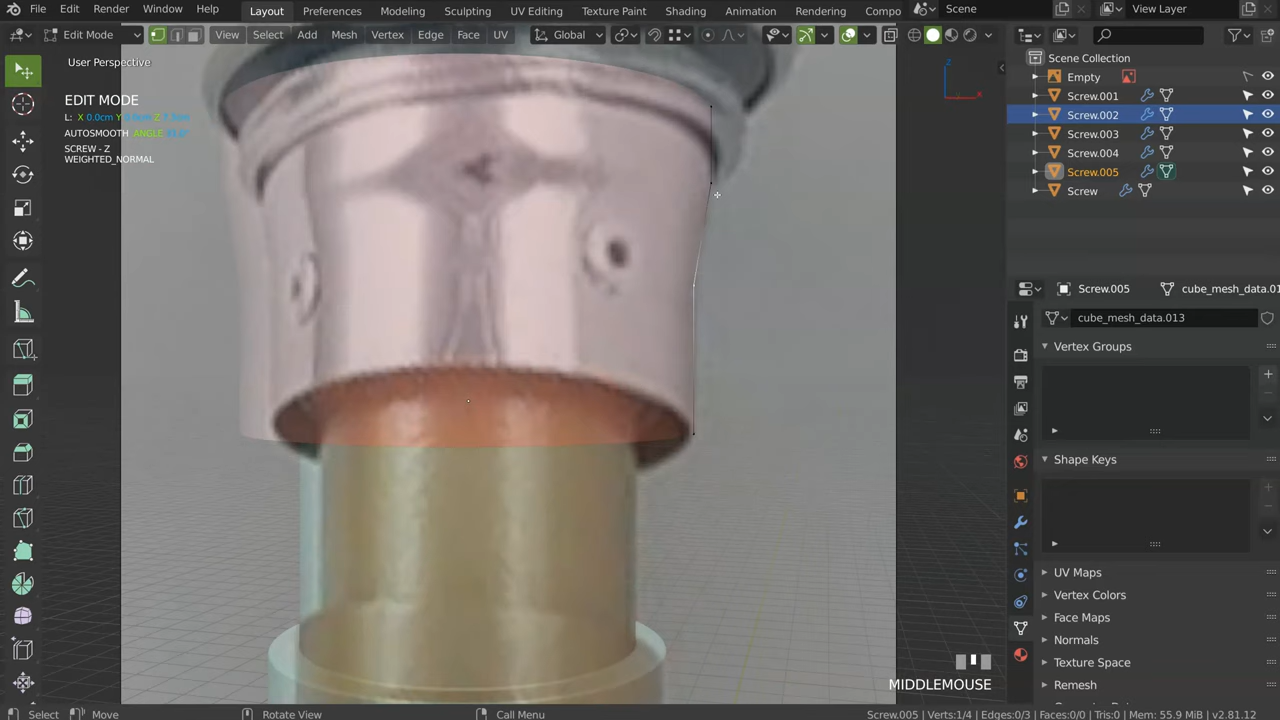 File Edit Render Window Help Layout Preferences Modeling Sculpting UV Editing Texture Paint Shading Animation Rendering Compo Scene View Layer
Edit Mode View Select Add Mesh Vertex Edge Face UV Global
User Perspective
EDIT MODE
AUTOSMOOTH ANGLE
SCREW - Z
WEIGHTED_NORMAL
Scene Collection
Empty
Screw.001
Screw.002
Screw.003
Screw.004
Screw.005
Screw
Screw.005 cube_mesh_data.01
cube_mesh_data.013
Vertex Groups
Shape Keys
UV Maps
Vertex Colors
Face Maps
Normals
Texture Space
Remesh
MIDDLEMOUSE
Select Move Rotate View Call Menu Screw.005 | Verts:1/4 | Edges:0/3 | Faces:0/0 | Tris:0 | Mem: 55.9 MiB | v2.81.12